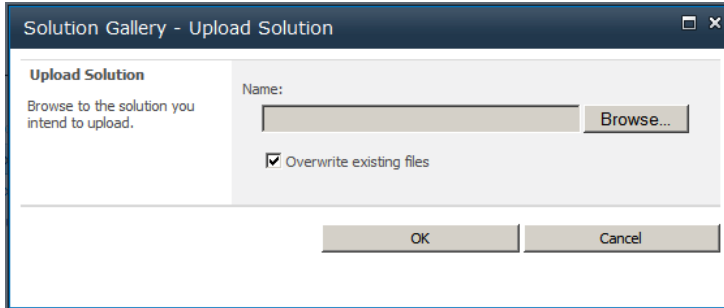 Solution Gallery - Upload Solution
Upload Solution
Browse to the solution you
intend to upload.
Name:
Browse...
Overwrite existing files
OK
Cancel